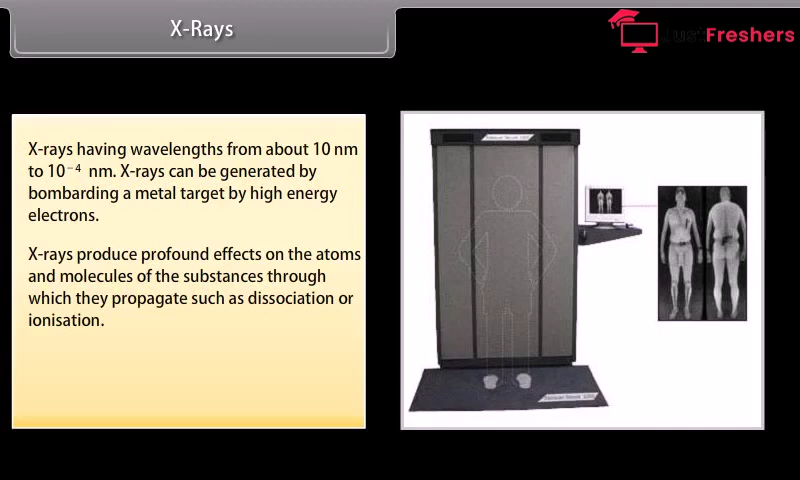 X-Rays
Just Freshers
X-rays having wavelengths from about 10 nm
to 10⁻⁴ nm. X-rays can be generated by
bombarding a metal target by high energy
electrons.
X-rays produce profound effects on the atoms
and molecules of the substances through
which they propagate such as dissociation or
ionisation.